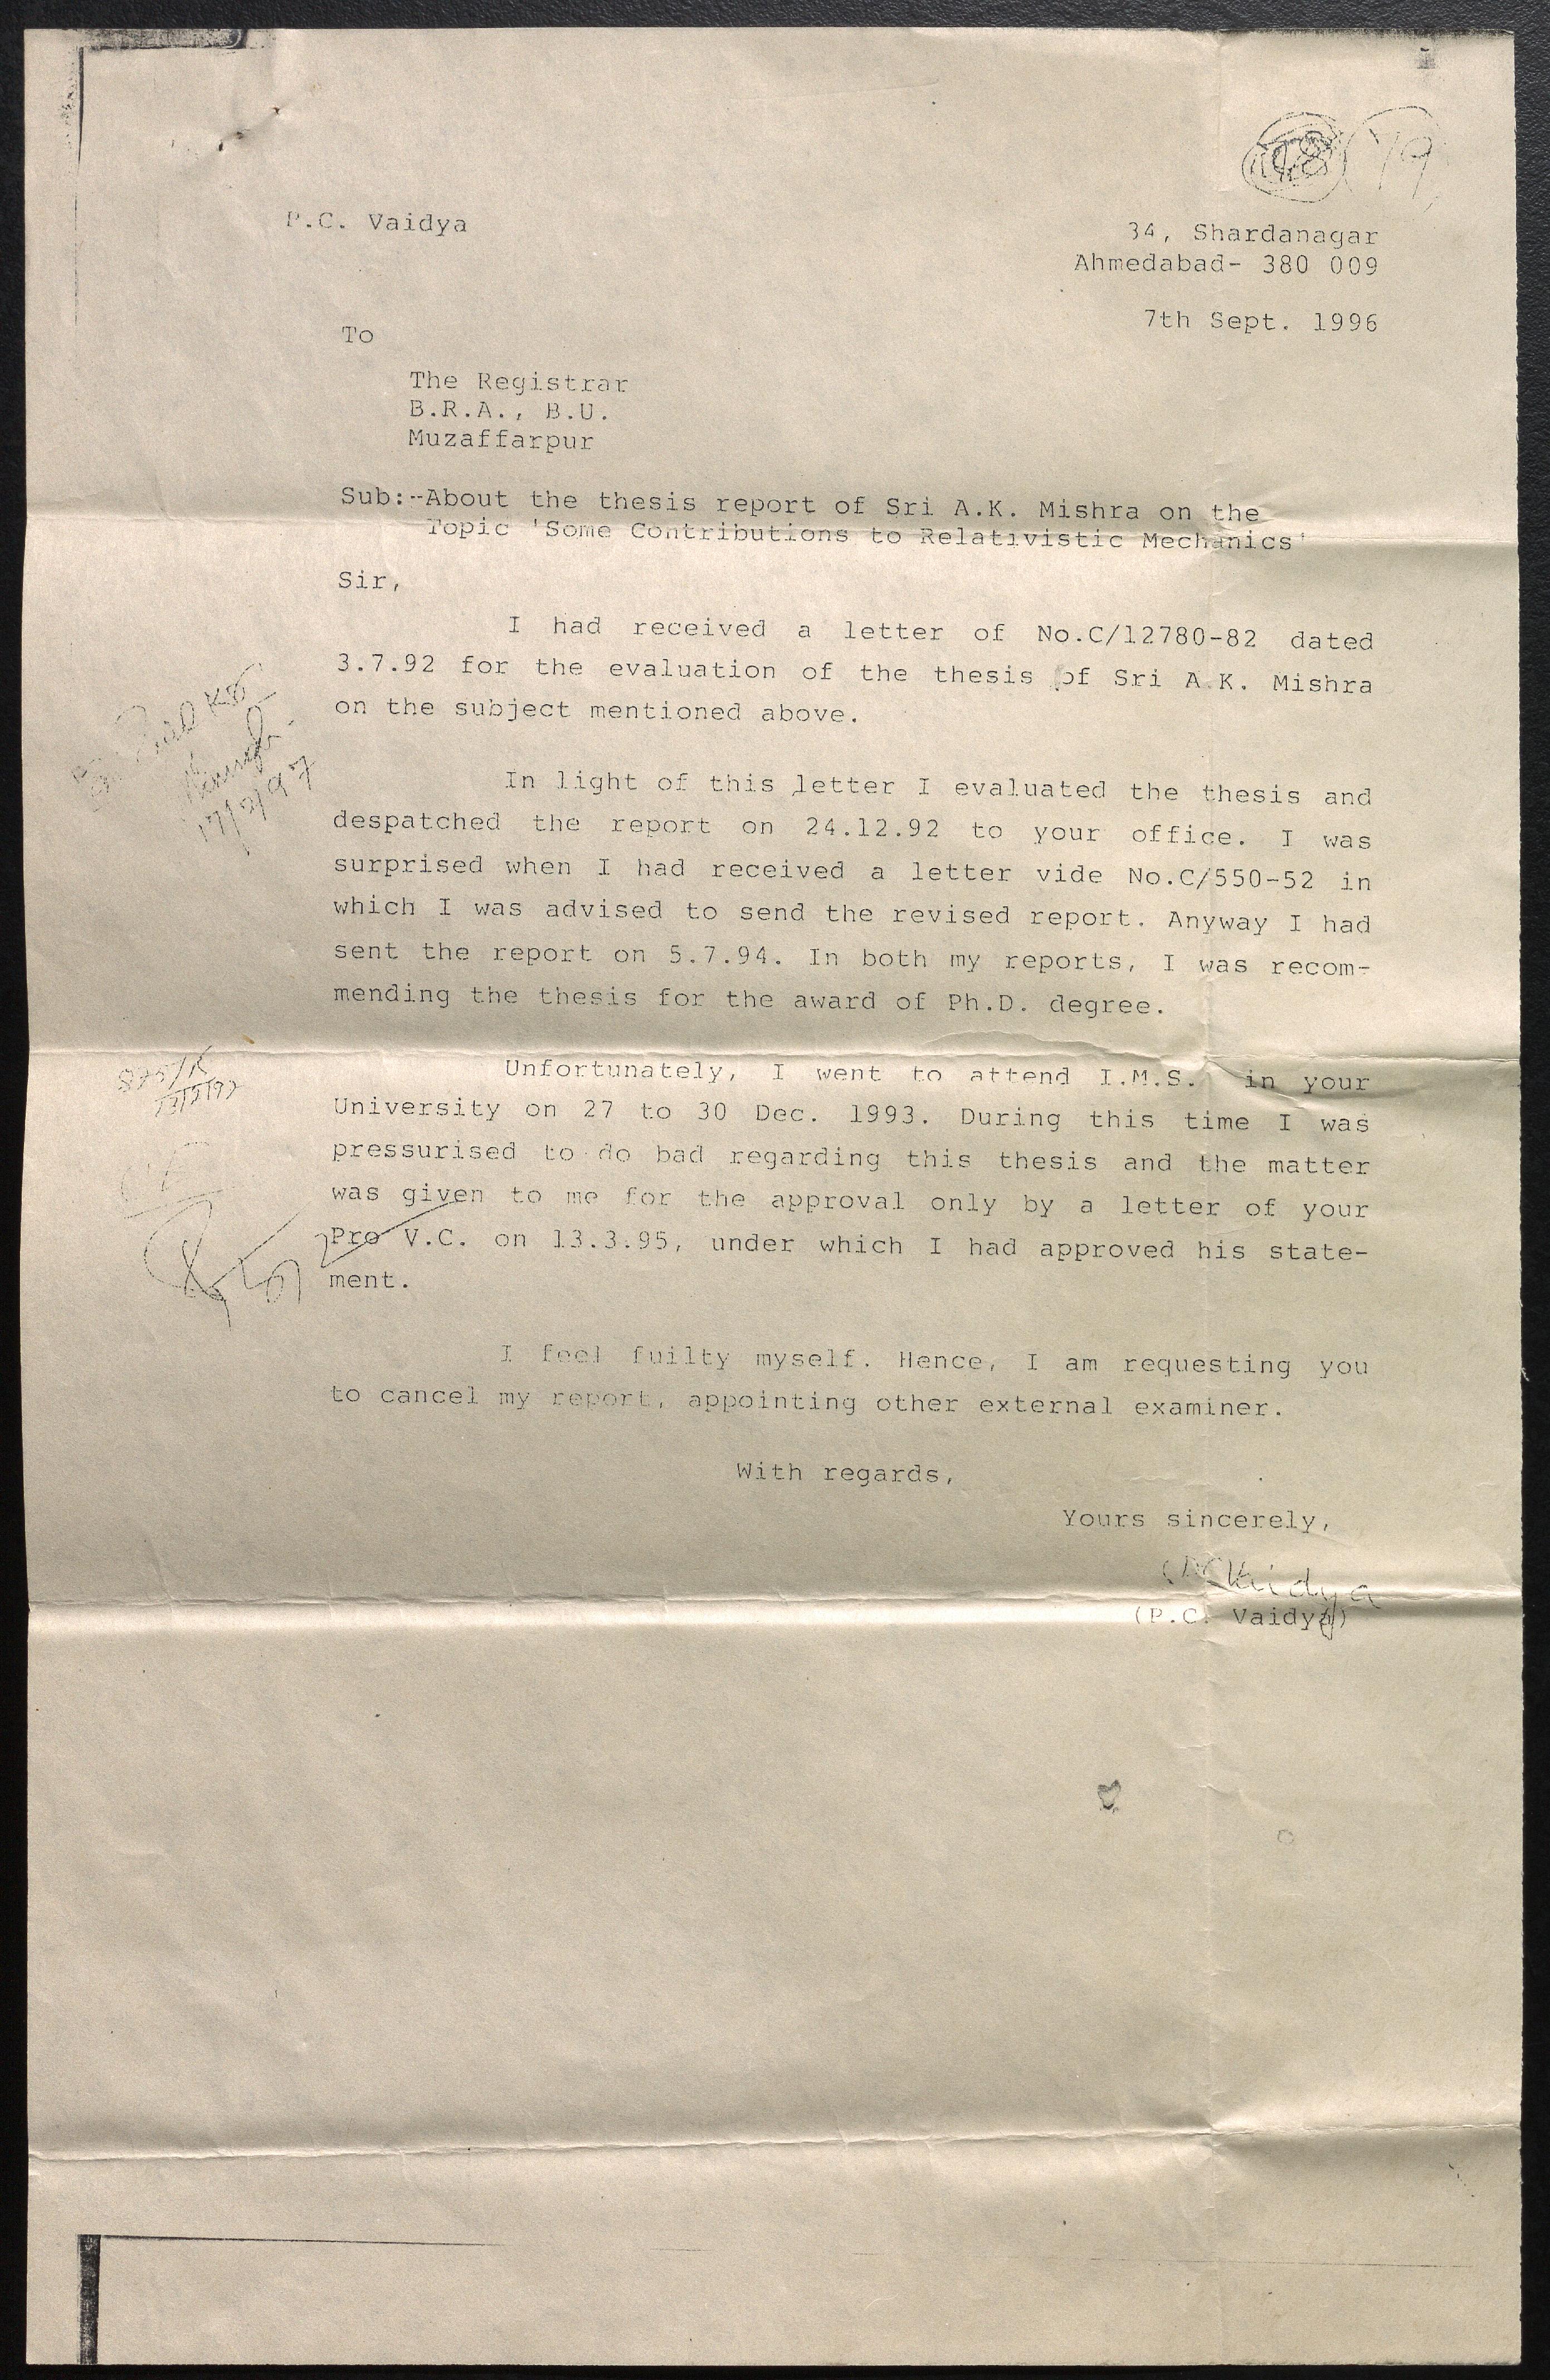 19
P.C. Vaidya
34, Shardanagar
Ahmedabad- 380 009
7th Sept. 1996
To
The Registrar
B.R.A., B.U.
Muzaffarpur
Sub:--About the thesis report of Sri A.K. Mishra on the
Topic 'Some Contributions to Relativistic Mechanics'
Sir,
I had received a letter of No.C/12780-82 dated
3.7.92 for the evaluation of the thesis of Sri A.K. Mishra
on the subject mentioned above.
17/2/97
In light of this letter I evaluated the thesis and
despatched the report on 24.12.92 to your office. I was
surprised when I had received a letter vide No.C/550-52 in
which I was advised to send the revised report. Anyway I had
sent the report on 5.7.94. In both my reports, I was recom-
mending the thesis for the award of Ph.D. degree.
Unfortunately, I went to attend I.M.S. in your
University on 27 to 30 Dec. 1993. During this time I was
pressurised to do bad regarding this thesis and the matter
was given to me for the approval only by a letter of your
Pro V.C. on 13.3.95, under which I had approved his state-
ment.
I feel fuilty myself. Hence, I am requesting you
to cancel my report, appointing other external examiner.
With regards,
Yours sincerely,
(P.C. Vaidya)